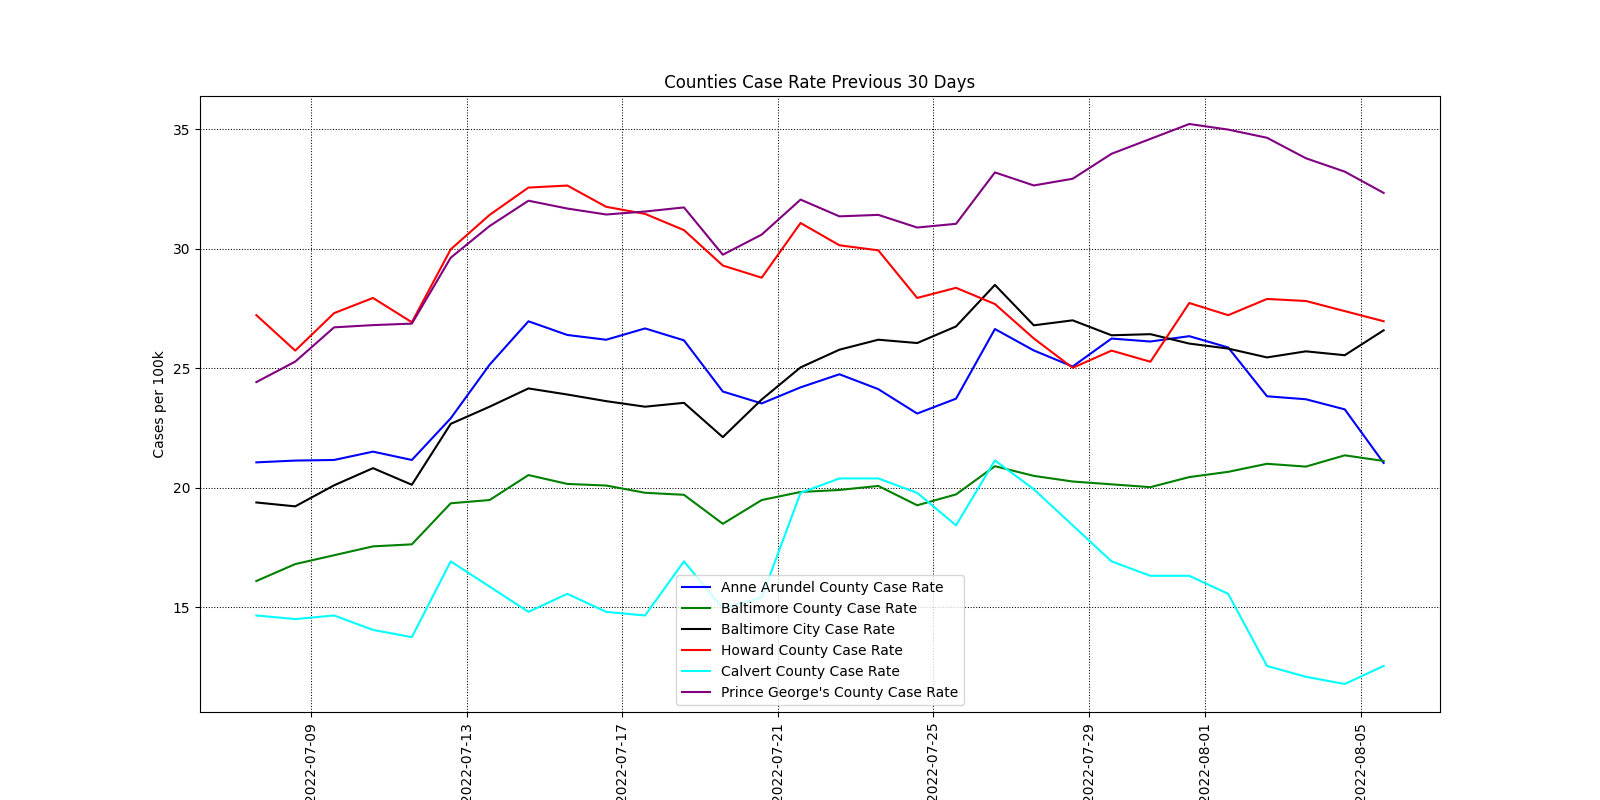 Counties Case Rate Previous 30 Days
Cases per 100k
35
30
25
20
15
Anne Arundel County Case Rate
Baltimore County Case Rate
Baltimore City Case Rate
Howard County Case Rate
Calvert County Case Rate
Prince George's County Case Rate
2022-07-09
2022-07-13
2022-07-17
2022-07-21
2022-07-25
2022-07-29
2022-08-01
2022-08-05